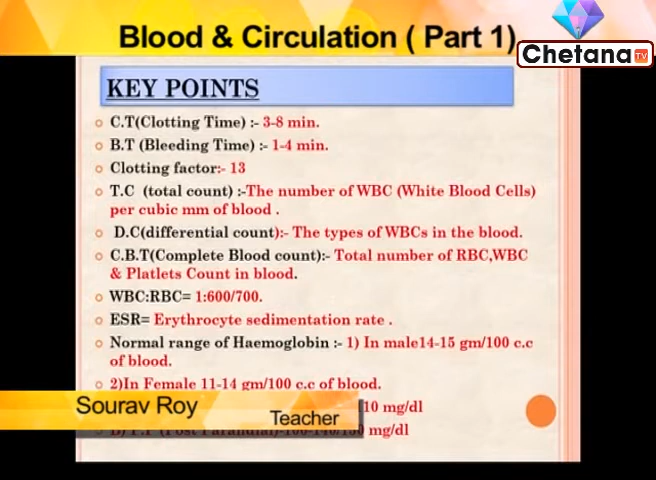 Blood & Circulation ( Part 1)
Chetana TV
KEY POINTS
C.T(Clotting Time) :- 3-8 min.
B.T (Bleeding Time) :- 1-4 min.
Clotting factor:- 13
T.C (total count) :-The number of WBC (White Blood Cells)
per cubic mm of blood .
D.C(differential count):- The types of WBCs in the blood.
C.B.T(Complete Blood count):- Total number of RBC,WBC
& Platlets Count in blood.
WBC:RBC= 1:600/700.
ESR= Erythrocyte sedimentation rate .
Normal range of Haemoglobin :- 1) In male14-15 gm/100 c.c
of blood.
2)In Female 11-14 gm/100 c.c of blood.
Sourav Roy
10 mg/dl
Teacher
mg/dl